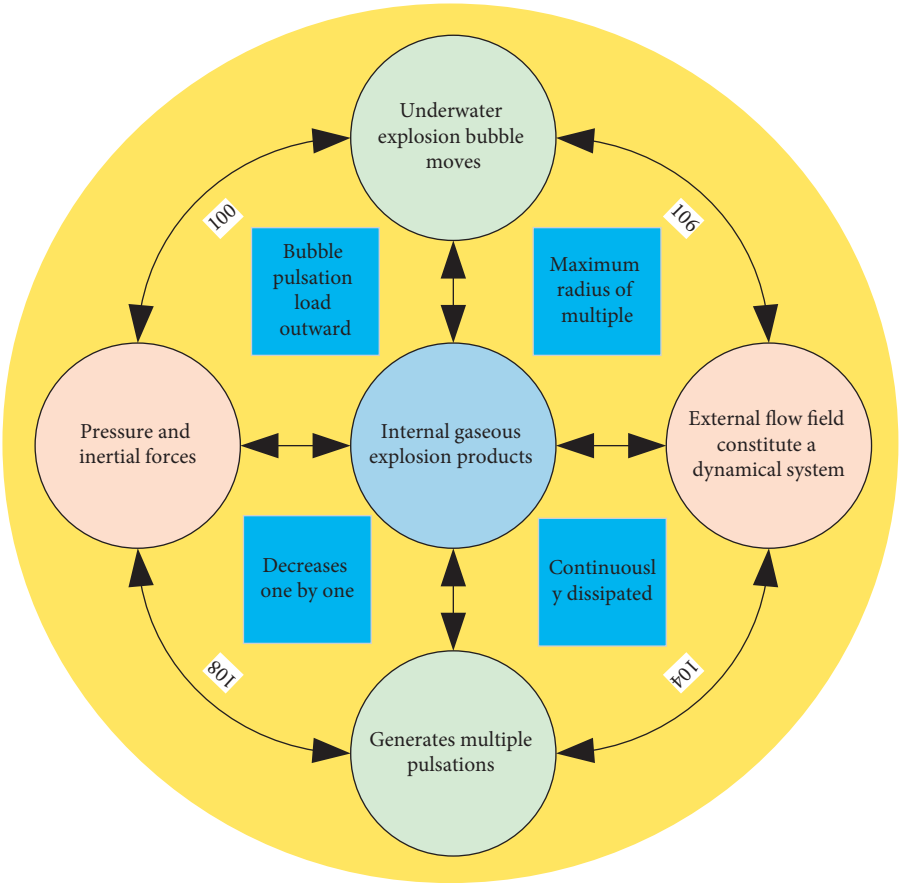 Underwater
explosion bubble
moves
100
106
Bubble
pulsation
load
outward
Maximum
radius of
multiple
Pressure and
inertial forces
Internal gaseous
explosion products
External flow field
constitute a
dynamical system
Decreases
one by one
Continuousl
y dissipated
108
104
Generates multiple
pulsations